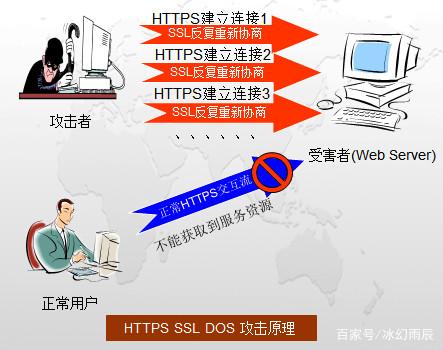 HTTPS建立连接1
SSL反复重新协商
HTTPS建立连接2
SSL反复重新协商
HTTPS建立连接3
SSL反复重新协商
、、、、、、
攻击者
受害者(Web Server)
正常HTTPS交互流
不能获取到服务资源
正常用户
HTTPS SSL DOS 攻击原理
百家号/冰幻雨辰